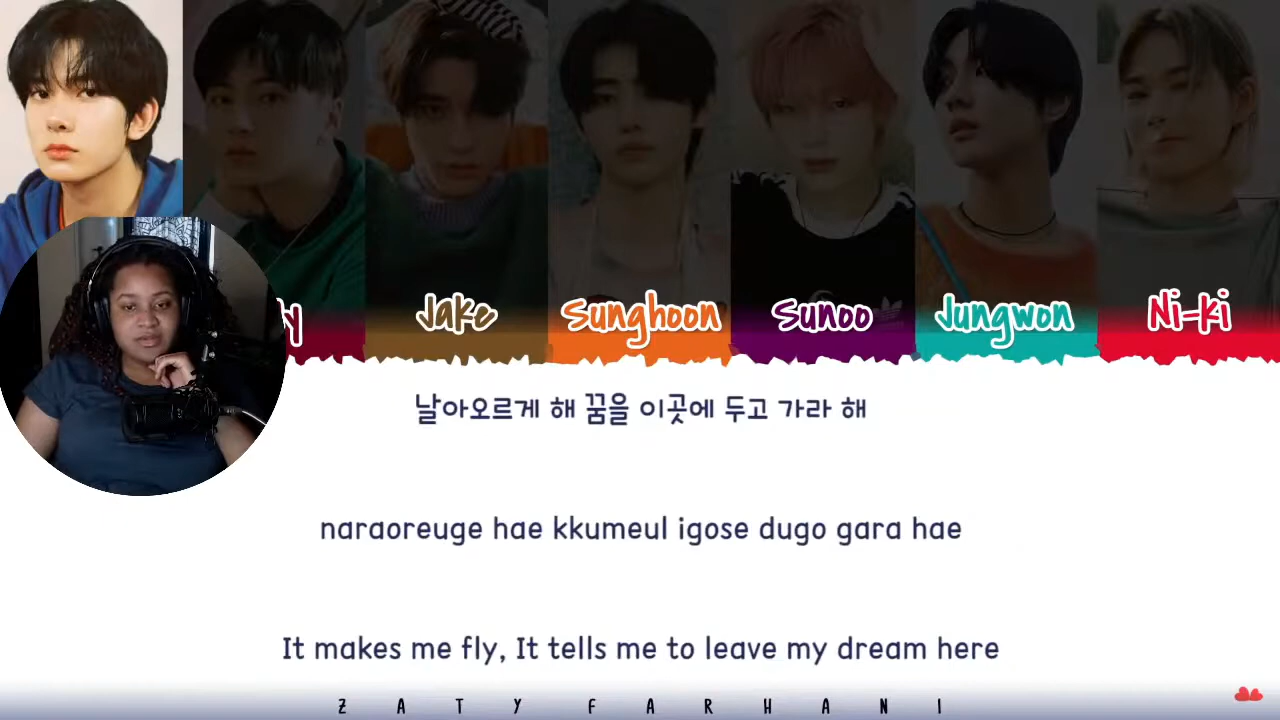 y Jake Sunghoon Sunoo Jungwon Ni-ki
날아오르게 해 꿈을 이곳에 두고 가라 해
naraoreuge hae kkumeul igose dugo gara hae
It makes me fly, It tells me to leave my dream here
ZATY FARHANI